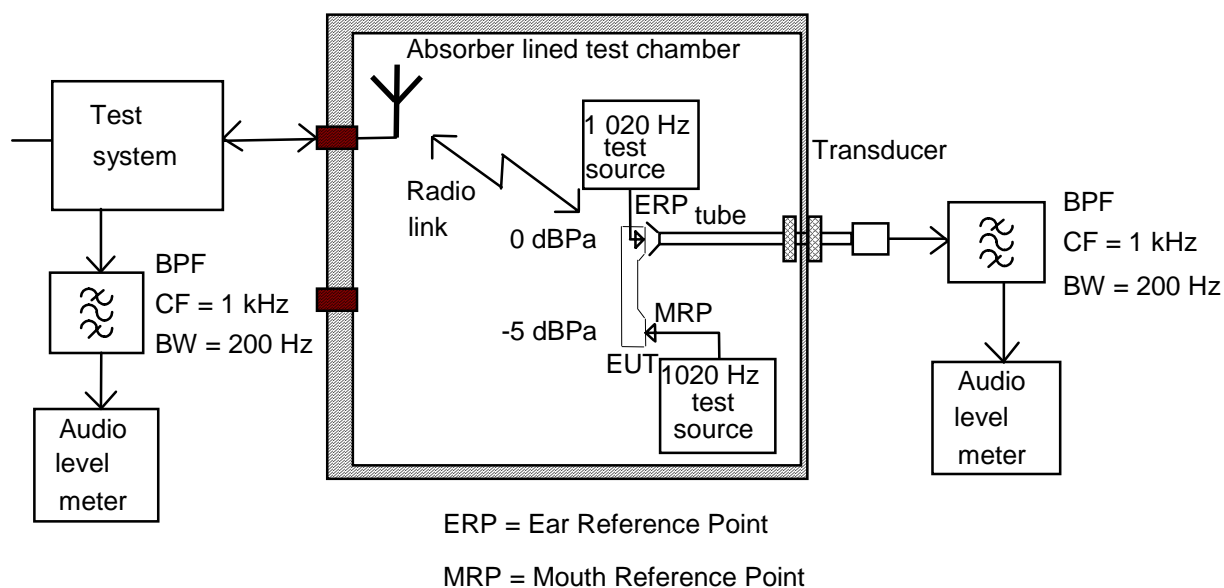 Absorber lined test chamber
Test
system
1 020 Hz
test
source
Transducer
Radio
link
ERP
tube
0 dBPa
BPF
CF = 1 kHz
BW = 200 Hz
BPF
CF = 1 kHz
BW = 200 Hz
MRP
-5 dBPa
EUT
1020 Hz
test
source
Audio
level
meter
Audio
level
meter
ERP = Ear Reference Point
MRP = Mouth Reference Point